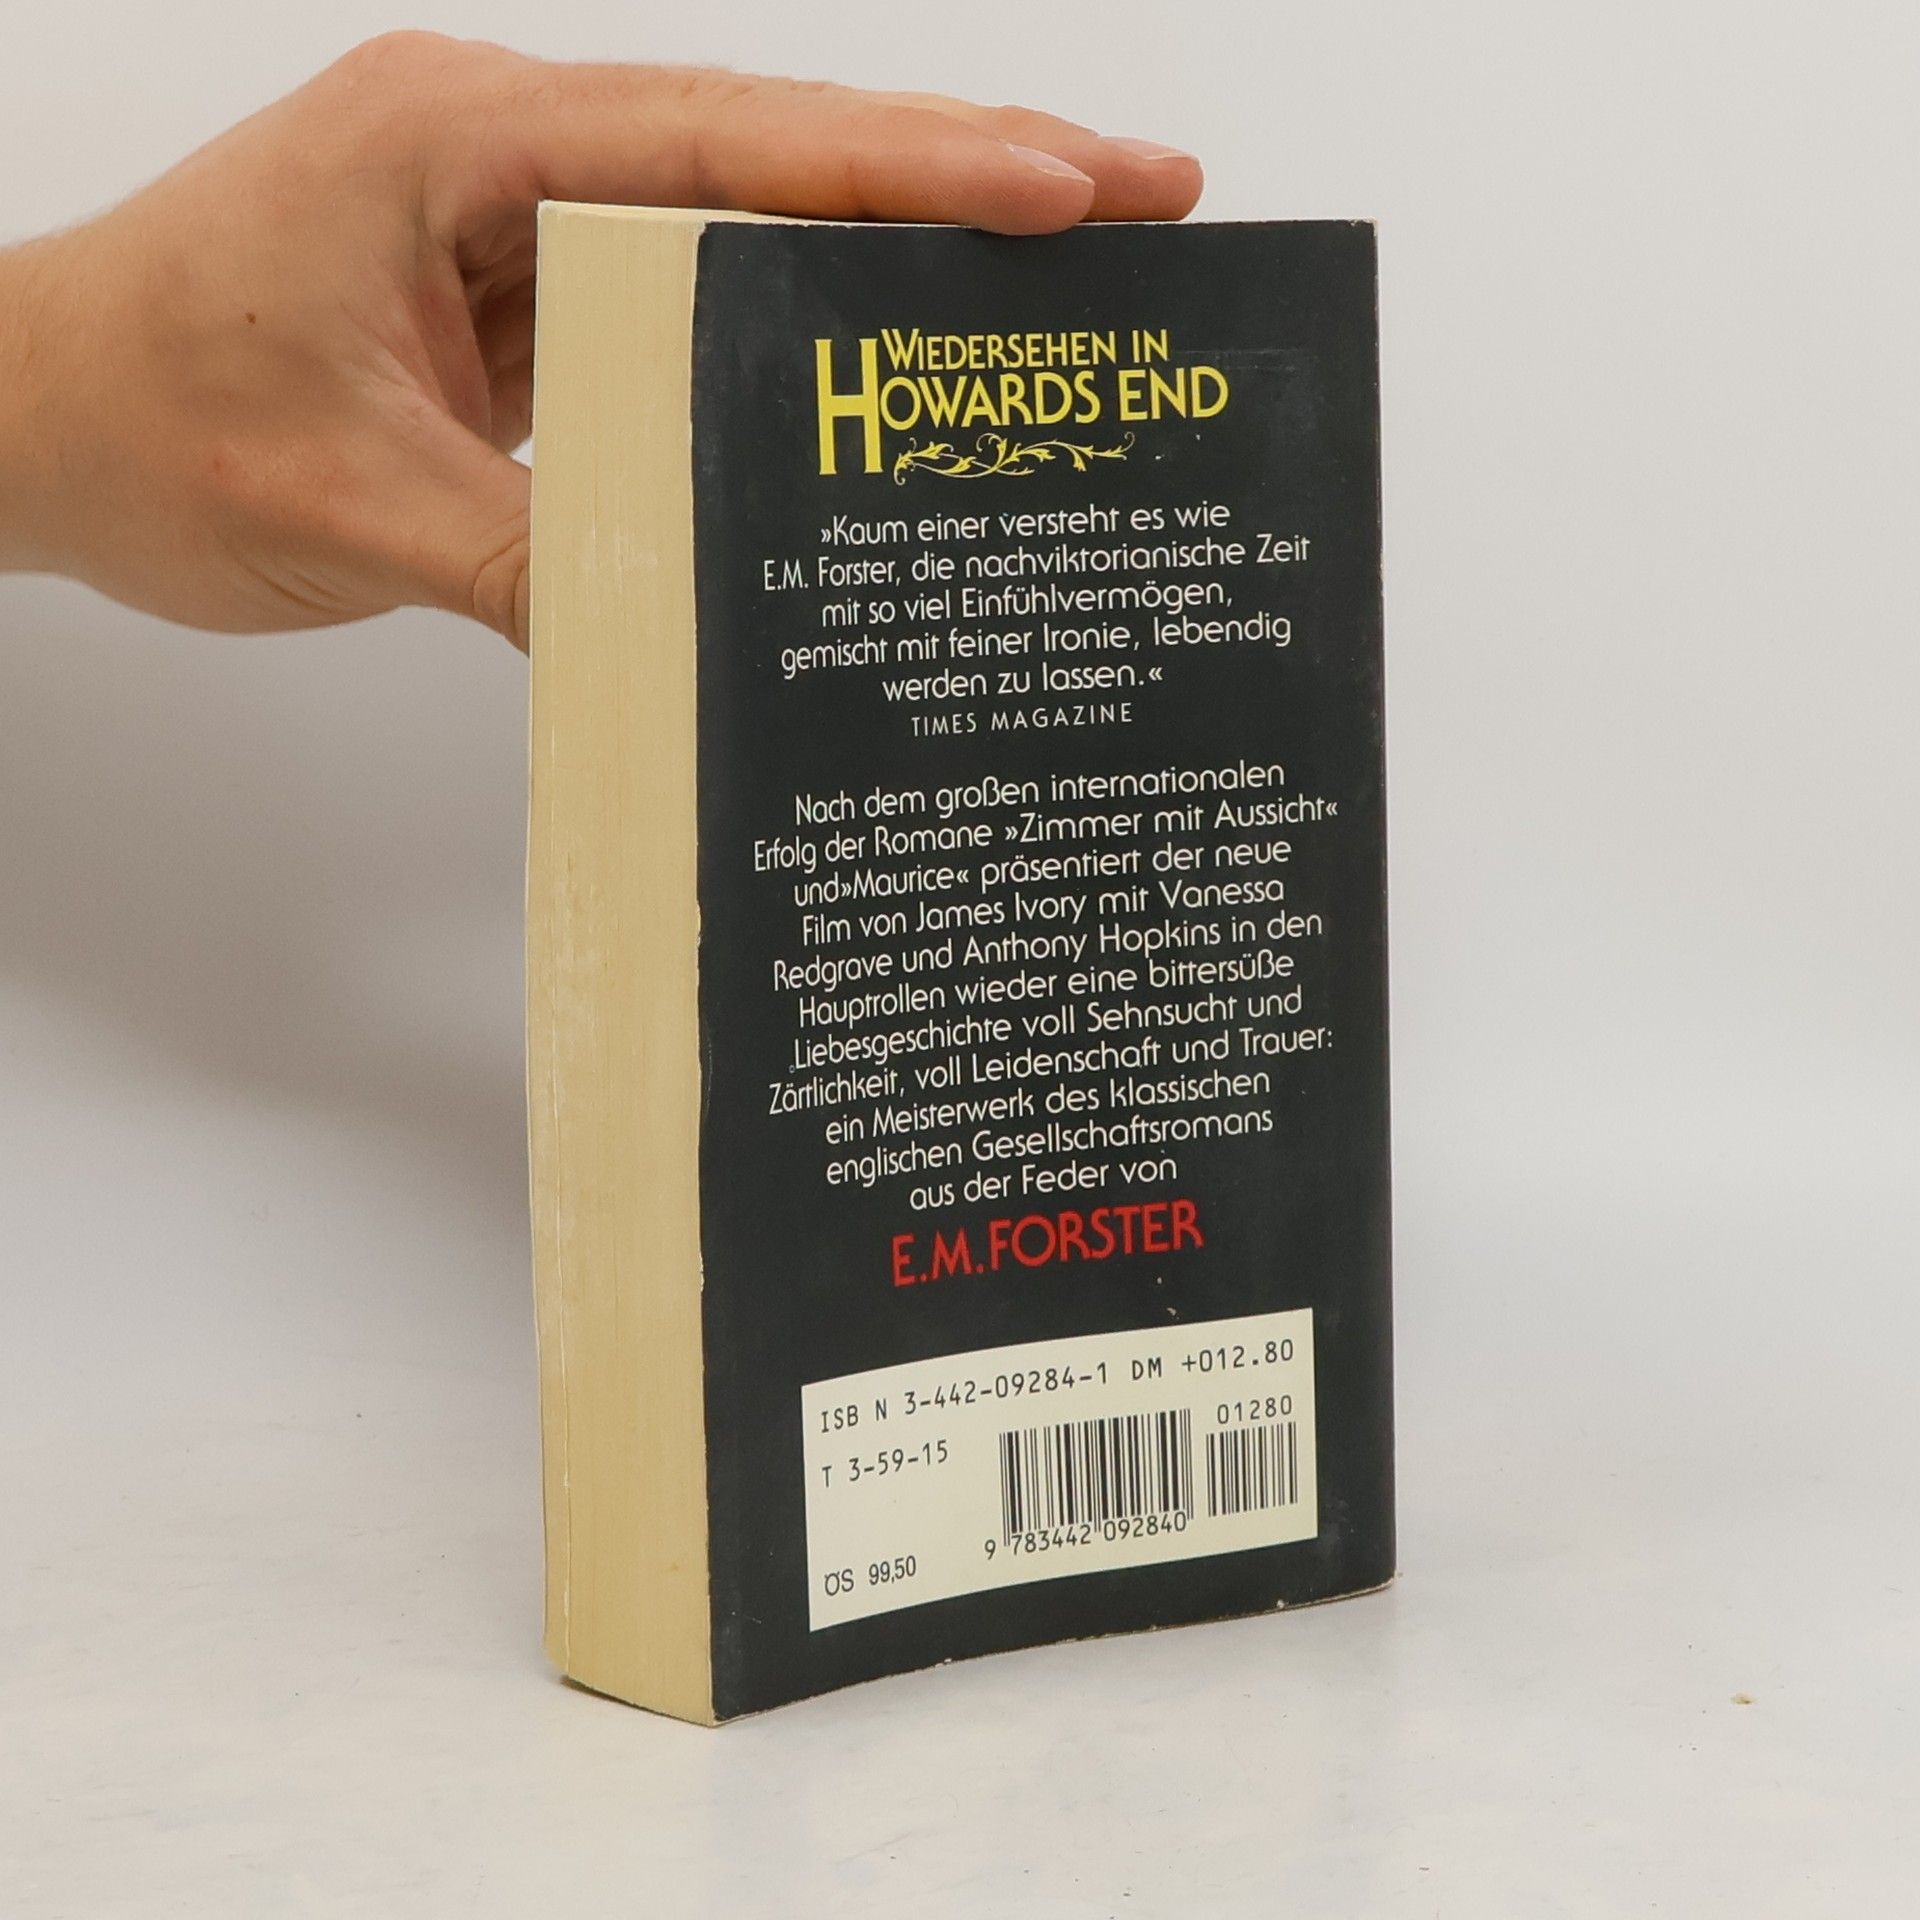 WIEDERSEHEN IN
HOWARDS END
»Kaum einer versteht es wie
E.M. Forster, die nachviktorianische Zeit
mit so viel Einfühlvermögen,
gemischt mit feiner Ironie, lebendig
werden zu lassen.«
TIMES MAGAZINE
Nach dem großen internationalen
Erfolg der Romane »Zimmer mit Aussicht«
und»Maurice« präsentiert der neue
Film von James Ivory mit Vanessa
Redgrave und Anthony Hopkins in den
Hauptrollen wieder eine bittersüße
Liebesgeschichte voll Sehnsucht und
Zärtlichkeit, voll Leidenschaft und Trauer:
ein Meisterwerk des klassischen
englischen Gesellschaftsromans
aus der Feder von
E.M.FORSTER
ISB N 3-442-09284-1 DM +012.80
T 3-59-15
01280
9 783442 092840
ÖS 99,50